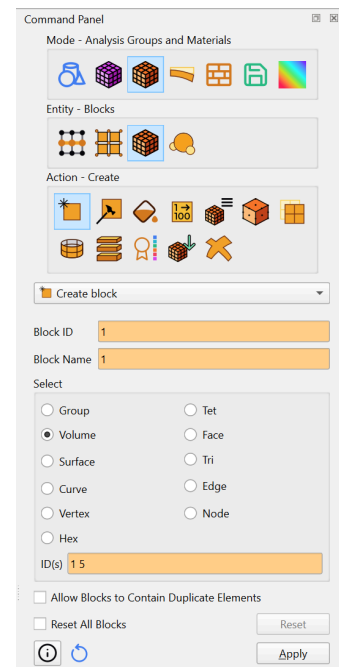 Command Panel
Mode - Analysis Groups and Materials
Entity - Blocks
Action - Create
1→
100
Create block
Block ID 1
Block Name 1
Select
Group Tet
Volume Face
Surface Tri
Curve Edge
Vertex Node
Hex
ID(s) 1 5
Allow Blocks to Contain Duplicate Elements
Reset All Blocks Reset
Apply